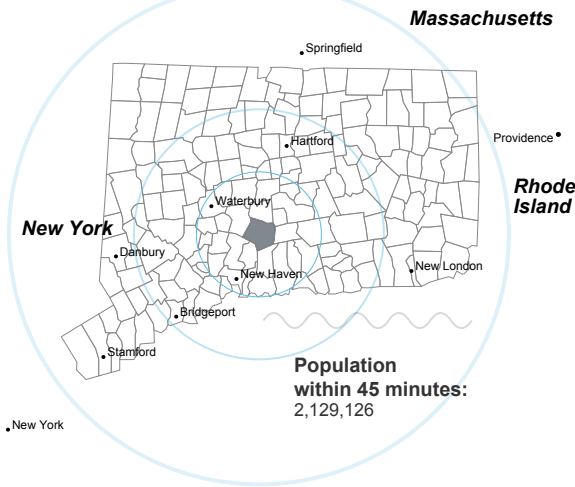 Massachusetts
Springfield
Providence
Hartford
Rhode
Island
Waterbury
New York
Danbury
New Haven
New London
Bridgeport
Stamford
Population
within 45 minutes:
2,129,126
New York